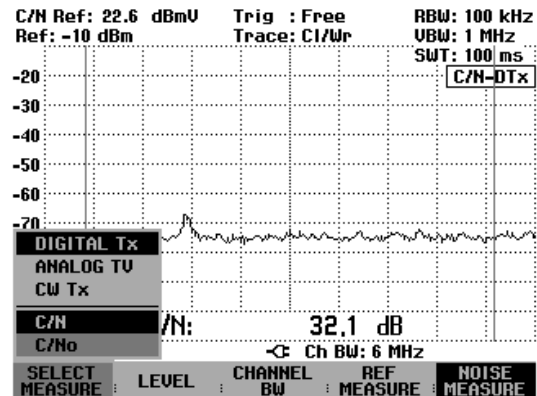 C/N Ref: 22.6 dBmV Trig : Free RBW: 100 kHz
Ref: -10 dBm Trace: Cl/Wr VBW: 1 MHz
SWT: 100 ms
C/N-DTx
-20
-30
-40
-50
-60
-70
DIGITAL Tx
ANALOG TV
CW Tx
C/N
C/No
/N: 32,1 dB
Ch BW: 6 MHz
SELECT MEASURE : LEVEL : CHANNEL BW : REF MEASURE : NOISE MEASURE